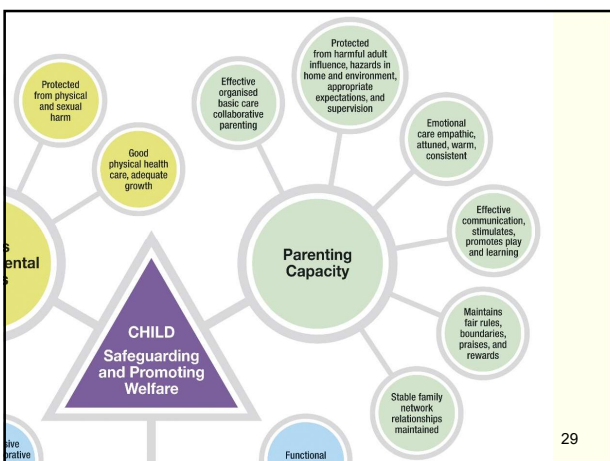 Protected
from physical
and sexual
harm
Good
physical health
care, adequate
growth
Effective
organised
basic care
collaborative
parenting
Protected
from harmful adult
influence, hazards in
home and environment,
appropriate
expectations, and
supervision
Emotional
care empathic,
attuned, warm,
consistent
Effective
communication,
stimulates,
promotes play
and learning
Maintains
fair rules,
boundaries,
praises, and
rewards
Stable family
network
relationships
maintained
Parenting
Capacity
CHILD
Safeguarding
and Promoting
Welfare
Functional
29